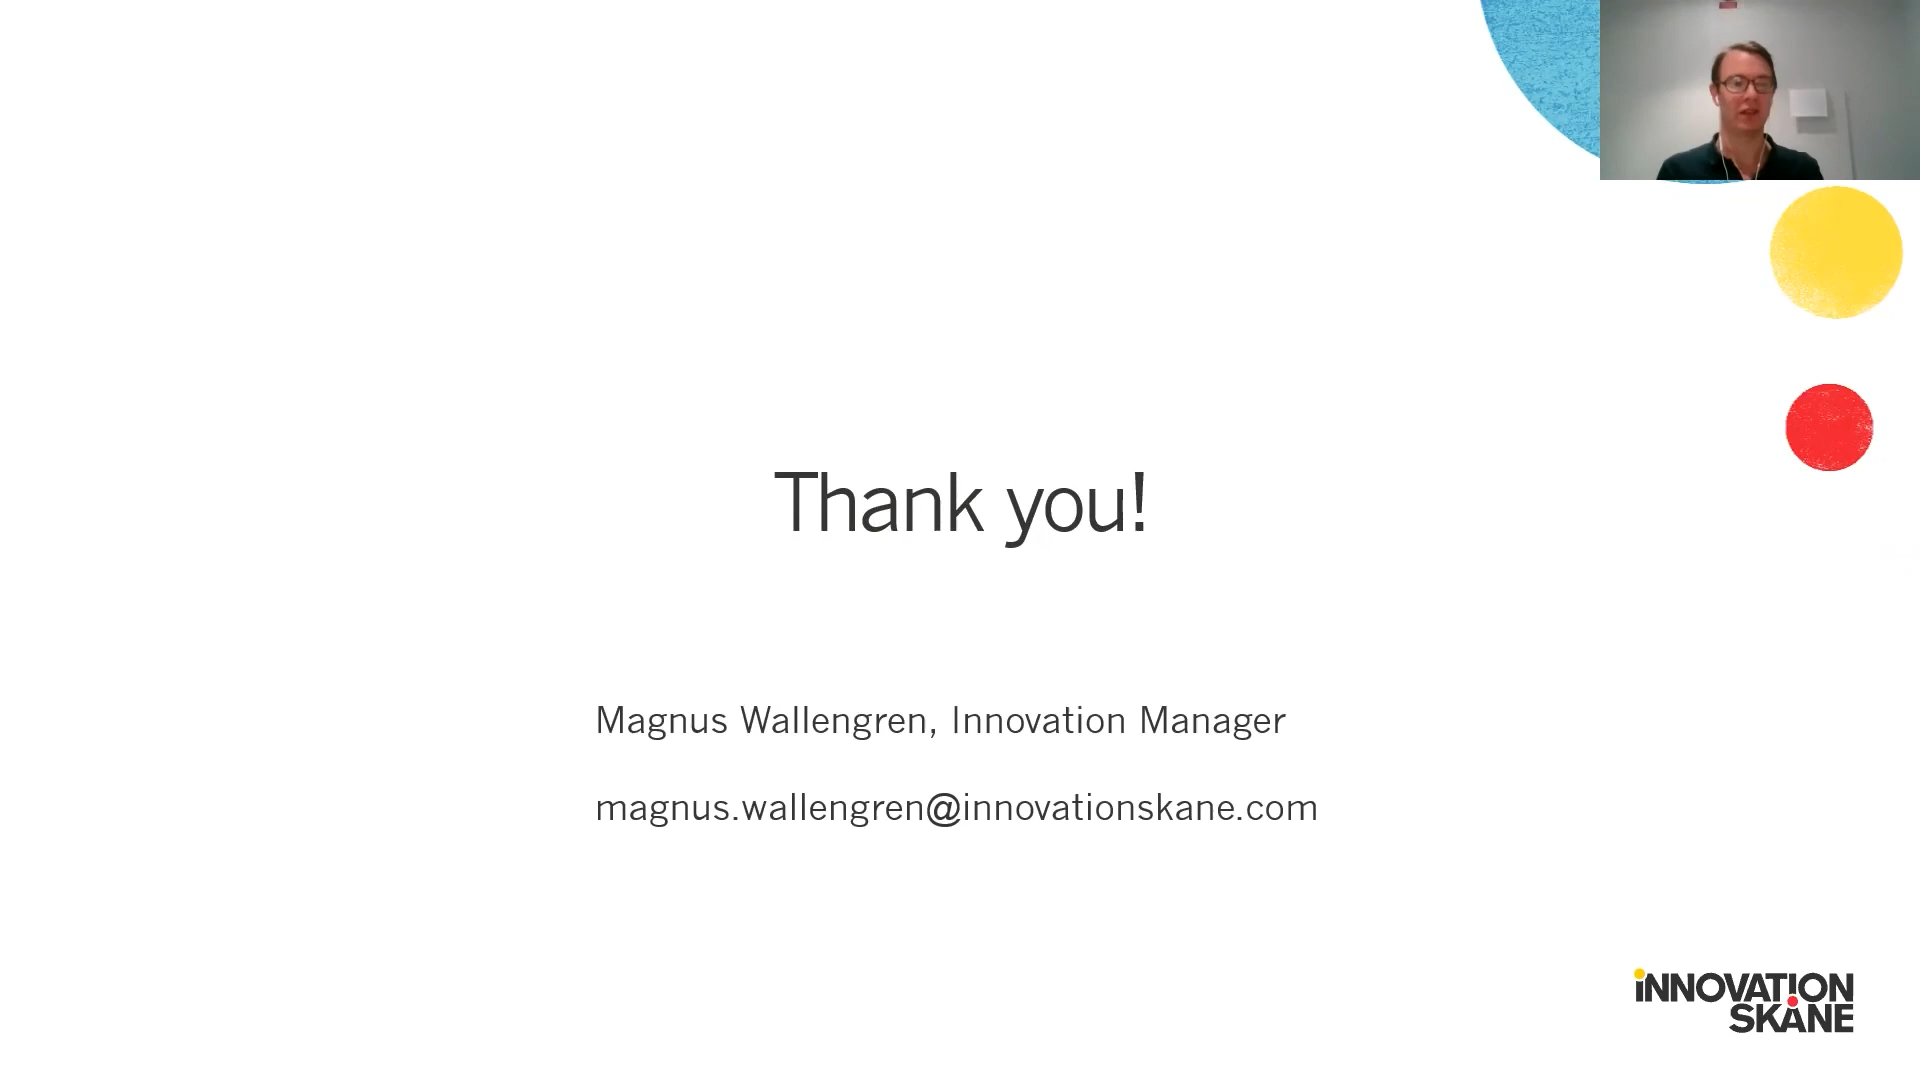 Thank you!
Magnus Wallengren, Innovation Manager
magnus.wallengren@innovationskane.com
iNNOVATION
SKÅNE